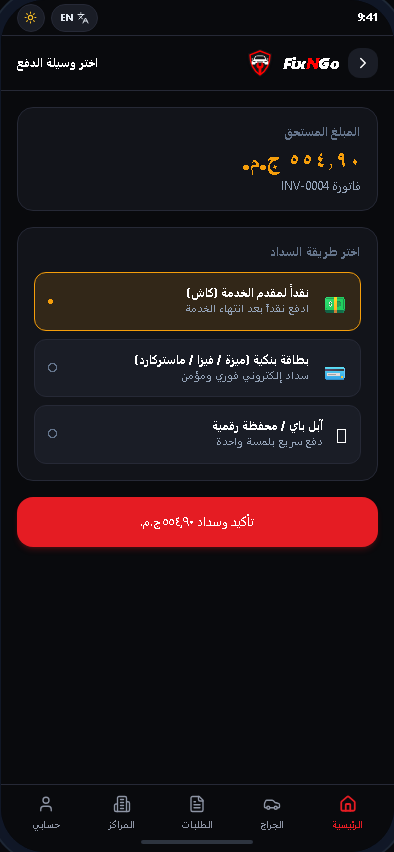 9:41
EN
FixNGo
اختر وسيلة الدفع
المبلغ المستحق
٥٥٤٫٩٠ ج.م.
فاتورة INV-0004
اختر طريقة السداد
نقداً لمقدم الخدمة (كاش)
ادفع نقداً بعد انتهاء الخدمة
بطاقة بنكية (ميزة / فيزا / ماستركارد)
سداد إلكتروني فوري ومؤمن
آبل باي / محفظة رقمية
دفع سريع بلمسة واحدة
تأكيد وسداد ٥٥٤٫٩٠ ج.م.
الرئيسية
الجراج
الطلبات
المراكز
حسابي